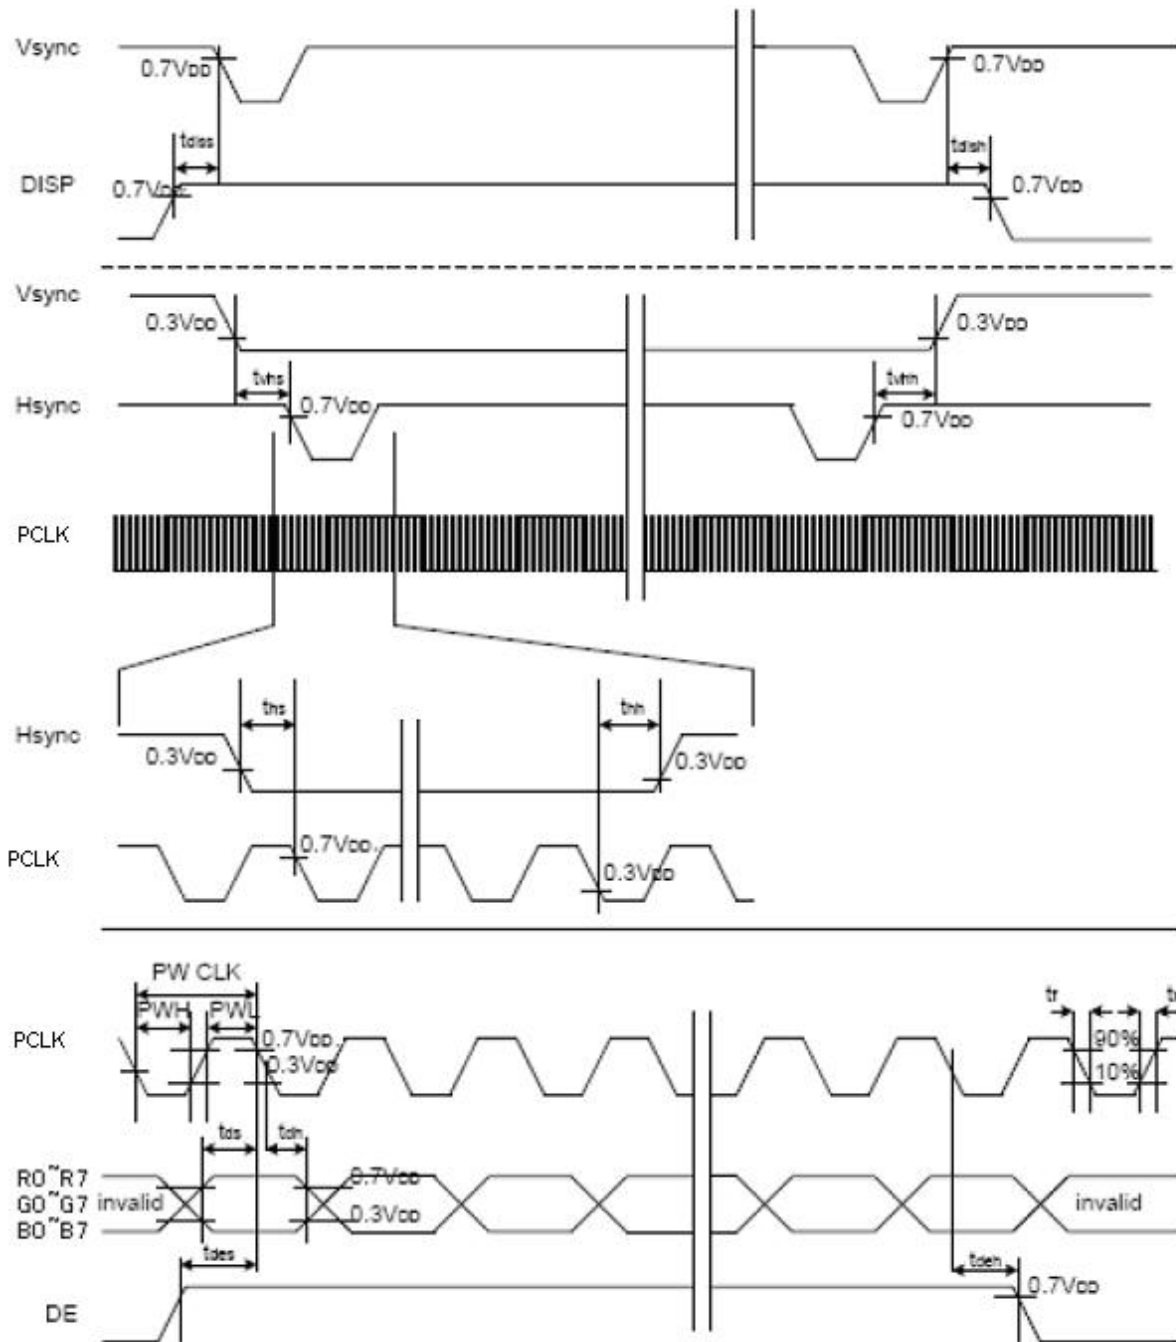 Vsync
0.7VDD
0.7VDD
tdiss
tdish
DISP
0.7VDD
0.7VDD
Vsync
0.3VDD
0.3VDD
tvhs
tvhh
Hsync
0.7VDD
0.7VDD
PCLK
ths
thh
Hsync
0.3VDD
0.3VDD
PCLK
0.7VDD
0.3VDD
PW CLK
PWH
PWL
tr
PCLK
0.7VDD
0.3VDD
90%
10%
tds
tdh
R0~R7
G0~G7
B0~B7
invalid
0.7VDD
0.3VDD
invalid
tdes
tdeh
DE
0.7VDD